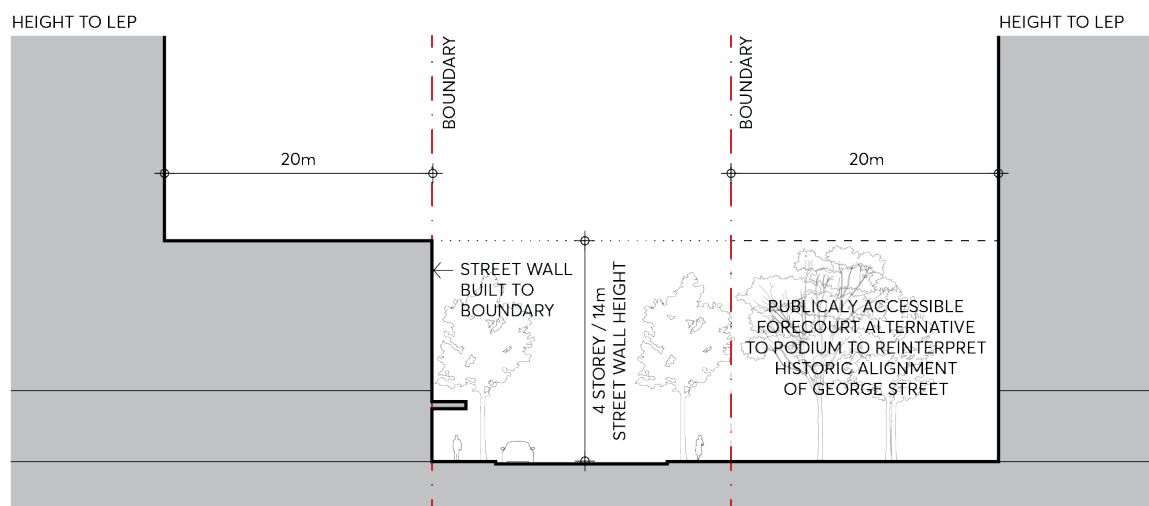 HEIGHT TO LEP
HEIGHT TO LEP
BOUNDARY
BOUNDARY
20m
20m
STREET WALL
BUILT TO
BOUNDARY
4 STOREY / 14m
STREET WALL HEIGHT
PUBLICALY ACCESSIBLE
FORECOURT ALTERNATIVE
TO PODIUM TO REINTERPRET
HISTORIC ALIGNMENT
OF GEORGE STREET